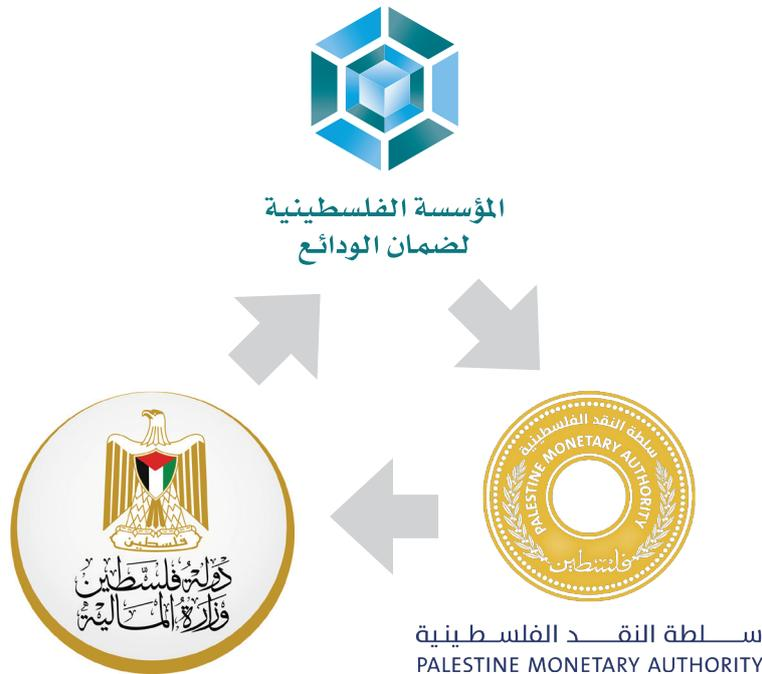 المؤسسة الفلسطينية
لضمان الودائع
سلطة النقد الفلسطينية
PALESTINE MONETARY AUTHORITY
فلسطين
سلطة النقد الفلسطينية
PALESTINE MONETARY AUTHORITY
فلسطين
دولة فلسطين
وزارة المالية